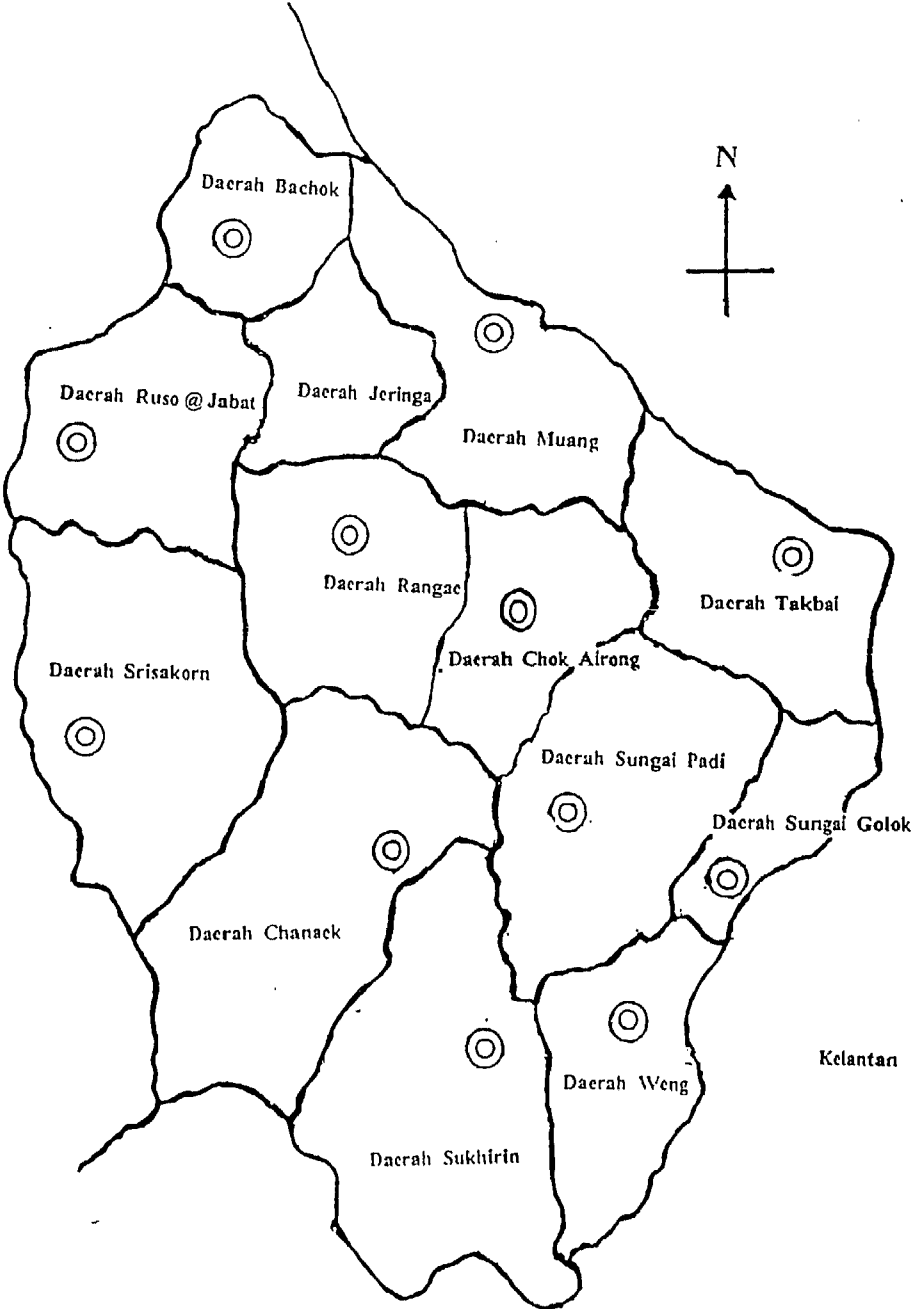 N
Daerah Bachok
Daerah Ruso @ Jabat
Daerah Jeringa
Daerah Muang
Daerah Rangae
Daerah Takbai
Daerah Chok Airong
Daerah Srisakorn
Daerah Sungai Padi
Daerah Sungai Golok
Daerah Chanaek
Kelantan
Daerah Weng
Daerah Sukhirin